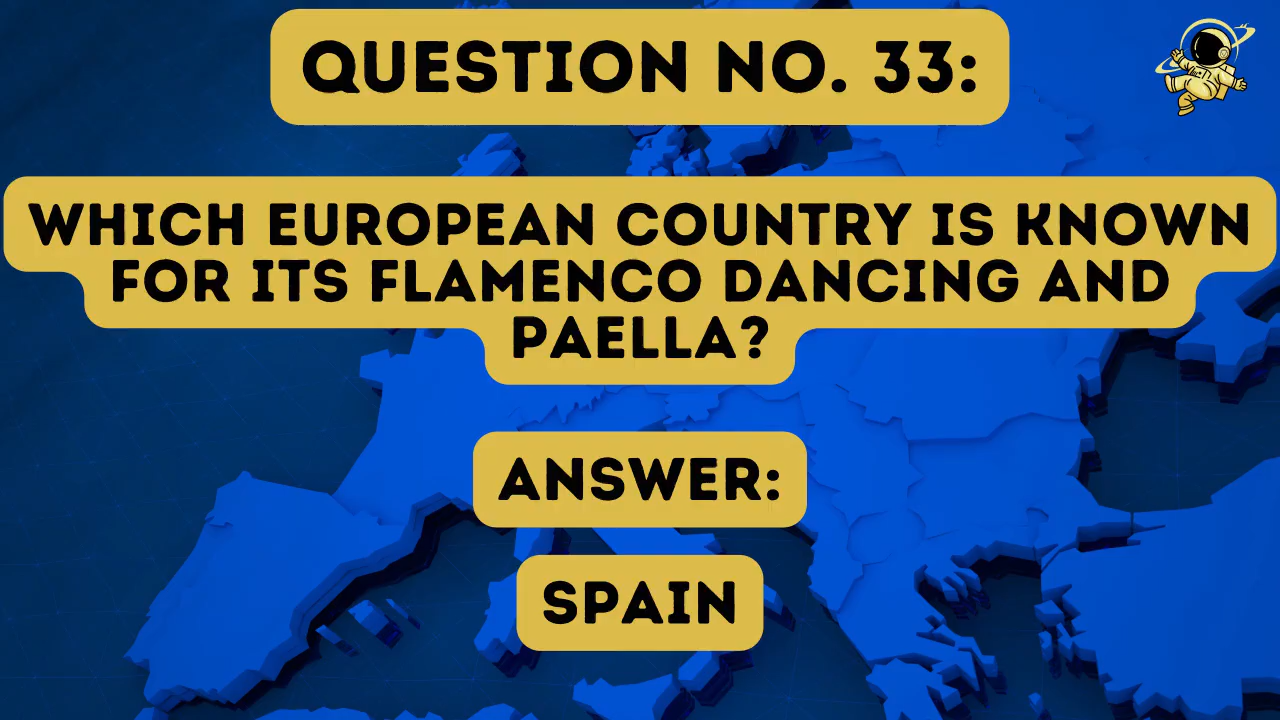 QUESTION NO. 33:
WHICH EUROPEAN COUNTRY IS KNOWN
FOR ITS FLAMENCO DANCING AND
PAELLA?
ANSWER:
SPAIN